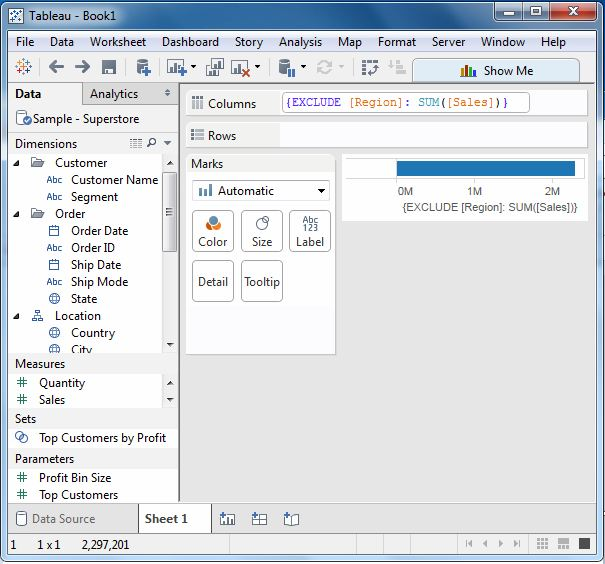 Tableau - Book1
File Data Worksheet Dashboard Story Analysis Map Format Server Window Help
Show Me
Data Analytics
Sample - Superstore
Dimensions
Customer
Abc Customer Name
Abc Segment
Order
Order Date
Abc Order ID
Ship Date
Abc Ship Mode
State
Location
Country
City
Measures
# Quantity
# Sales
Sets
Top Customers by Profit
Parameters
# Profit Bin Size
# Top Customers
Columns
{EXCLUDE [Region]: SUM([Sales])}
Rows
Marks
Automatic
Color
Size
Abc
123
Label
Detail
Tooltip
0M 1M 2M
{EXCLUDE [Region]: SUM([Sales])}
Data Source Sheet 1
1 1 x 1 2,297,201